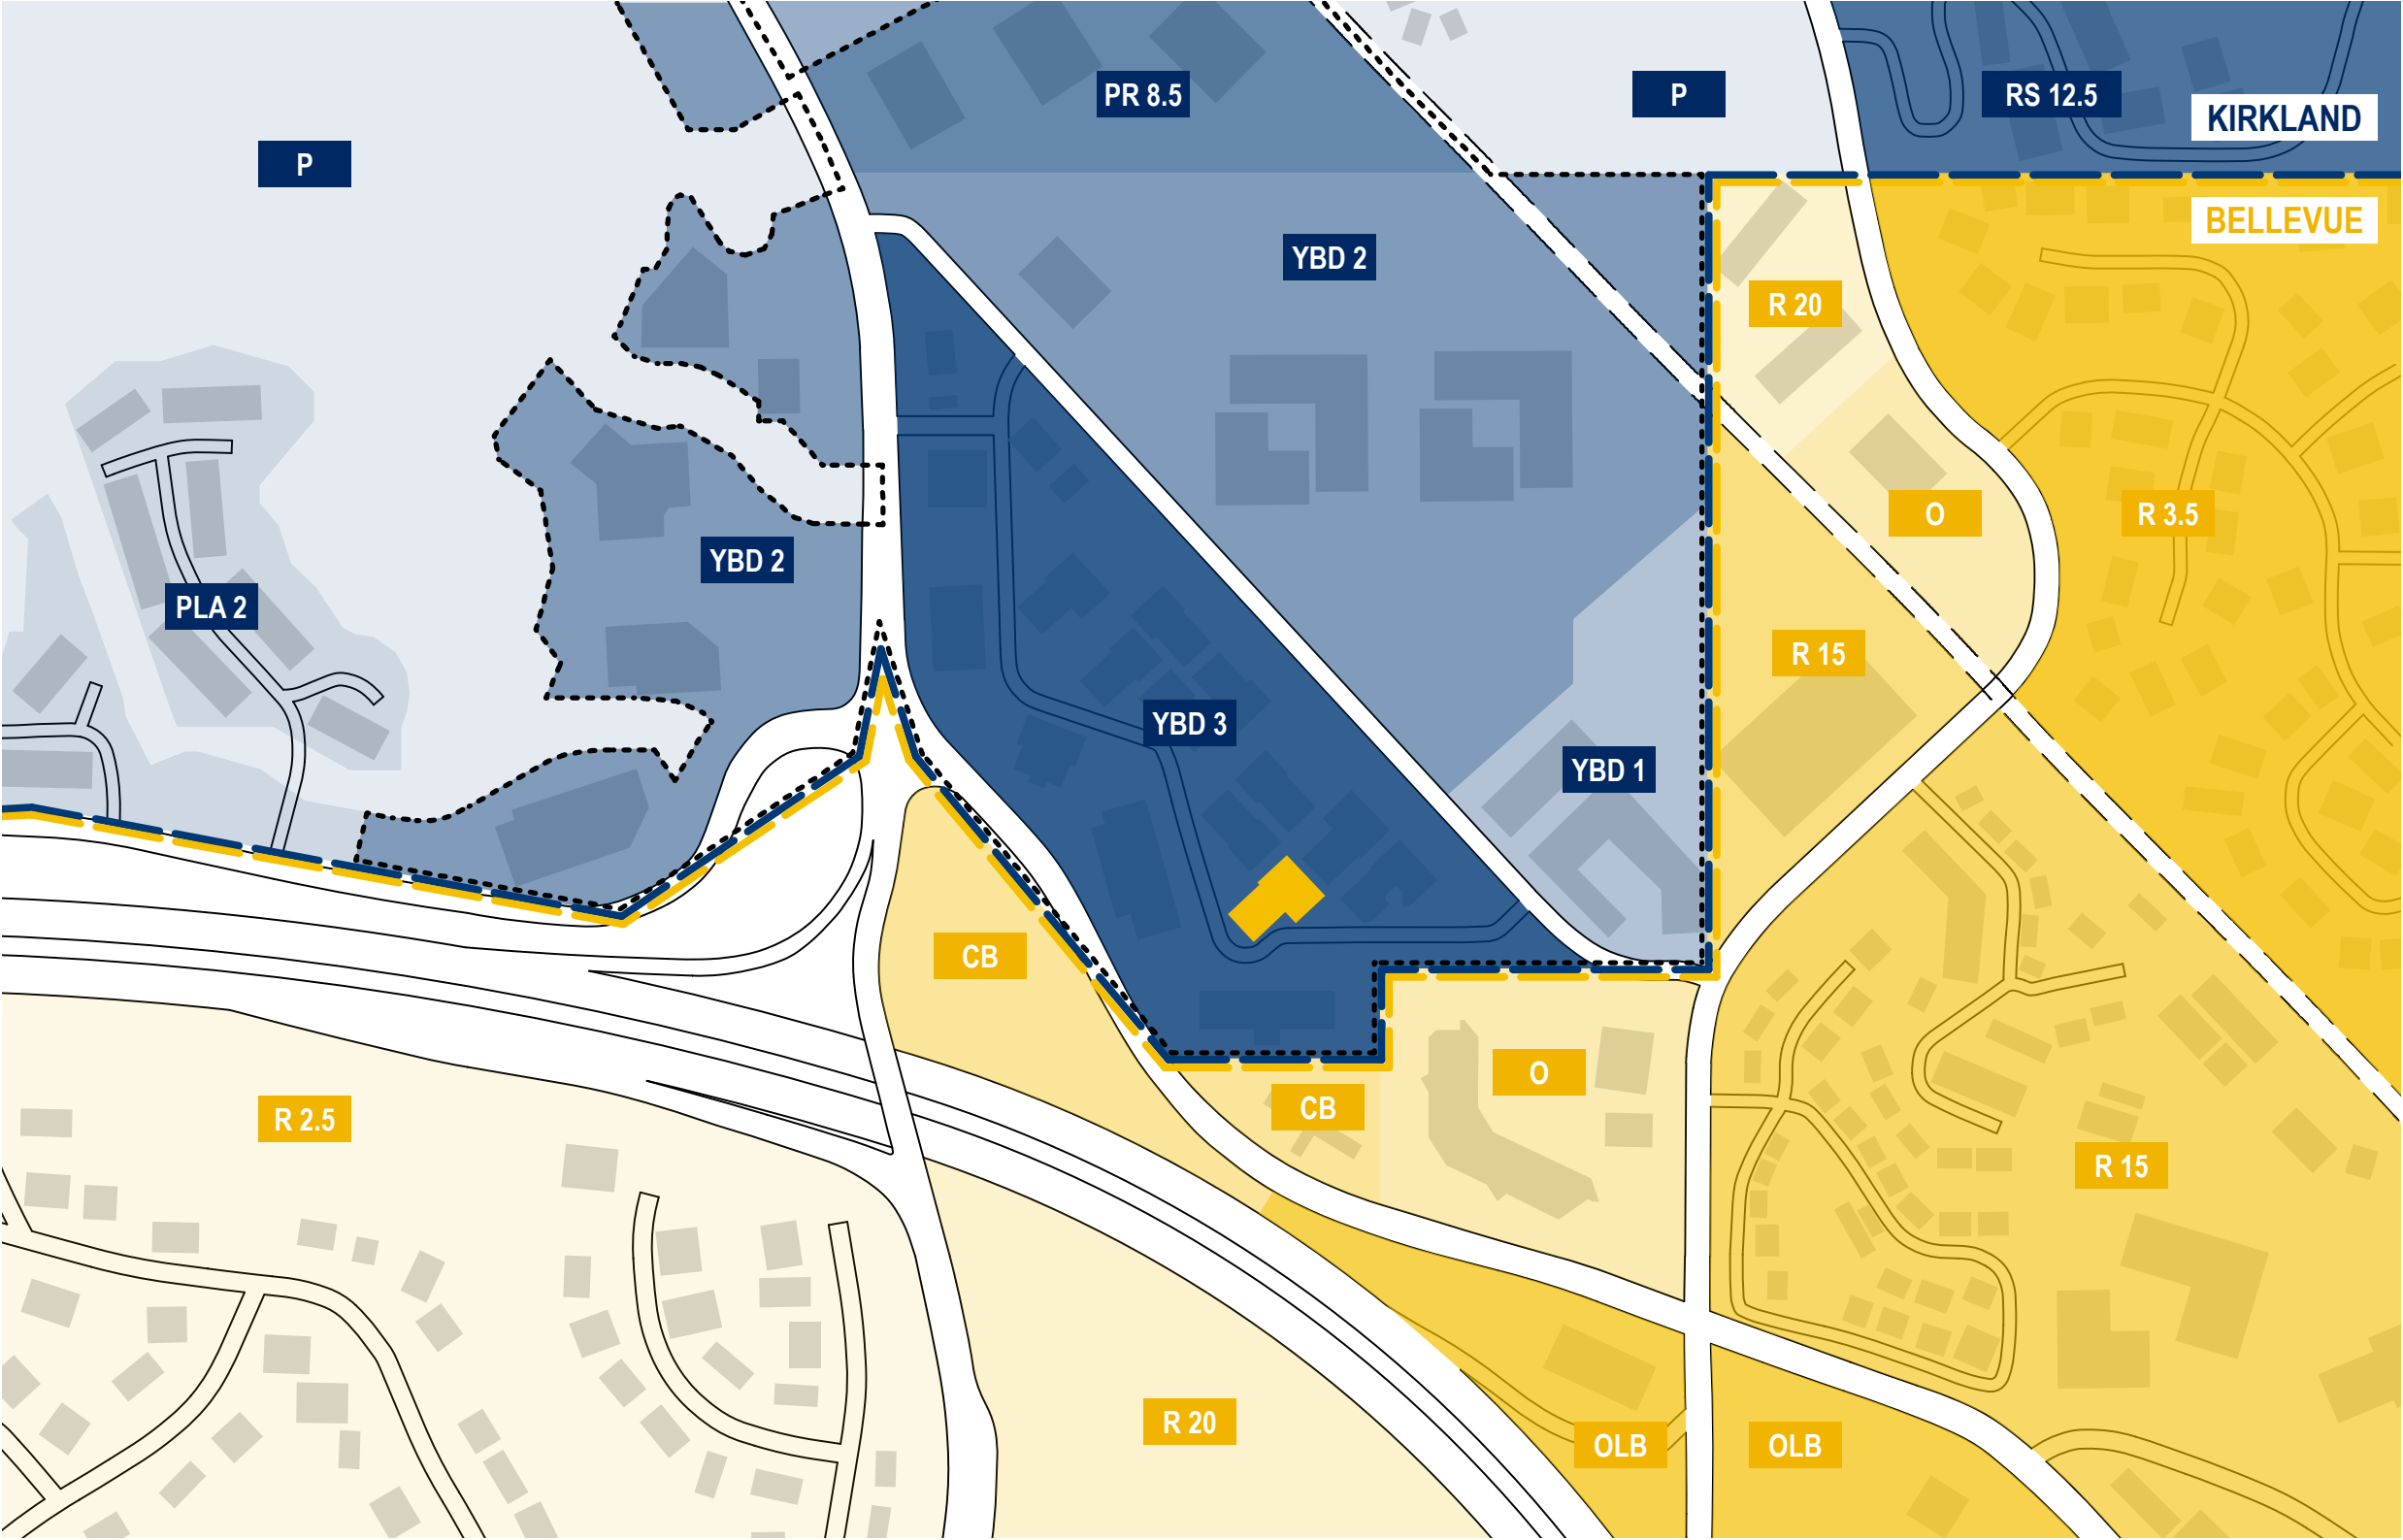 PR 8.5
P
RS 12.5
KIRKLAND
P
BELLEVUE
YBD 2
R 20
O
R 3.5
YBD 2
PLA 2
R 15
YBD 3
YBD 1
CB
O
CB
R 2.5
R 15
R 20
OLB
OLB